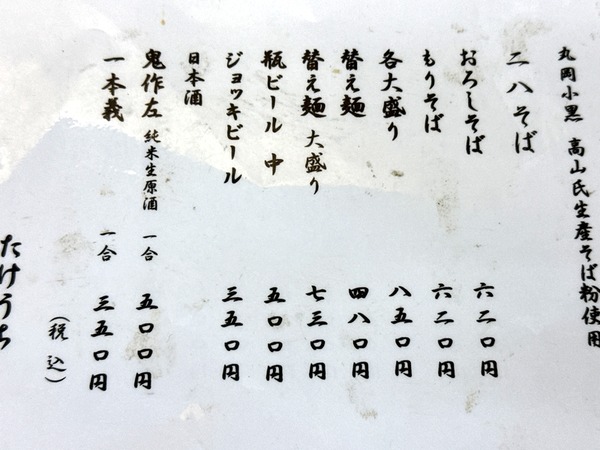 丸岡小黒 高山氏生産そば粉使用
二八そば
おろしそば 六二〇円
もりそば 六二〇円
各大盛り 八五〇円
替え麺 四八〇円
替え麺 大盛り 七三〇円
瓶ビール 中 五〇〇円
ジョッキビール 三五〇円
日本酒
鬼作左 純米生原酒 一合 五〇〇円
一本義 一合 三五〇円
（税込）
たけうち